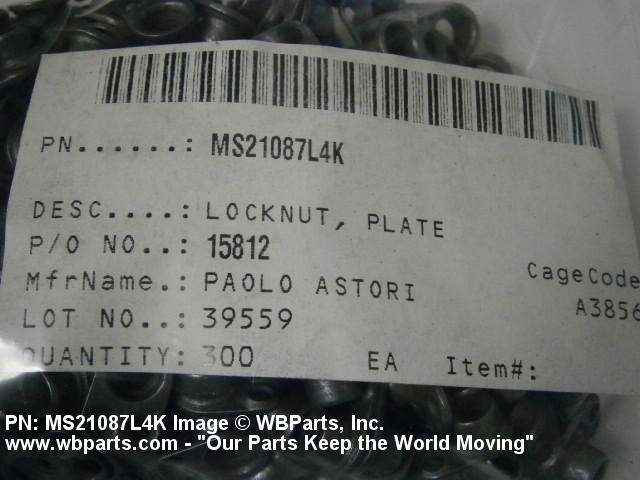 PN......: MS21087L4K
DESC....: LOCKNUT, PLATE
P/O NO..: 15812
MfrName.: PAOLO ASTORI
CageCode
A3856
LOT NO..: 39559
QUANTITY: 300 EA Item#:
PN: MS21087L4K Image © WBParts, Inc.
www.wbparts.com - "Our Parts Keep the World Moving"